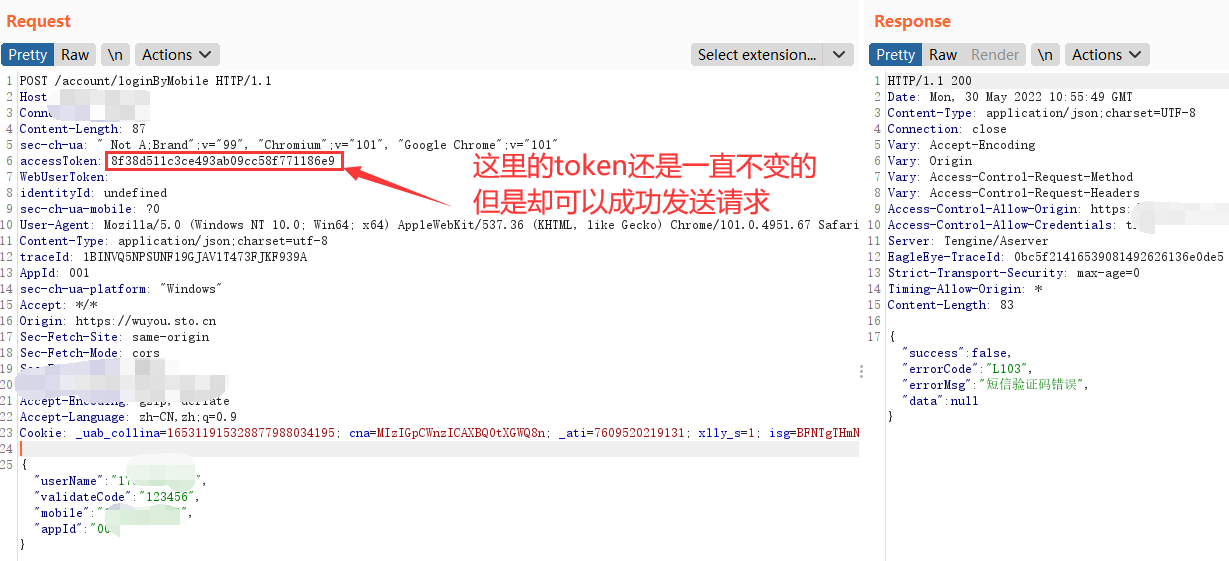 Request
Response
Pretty Raw \n Actions
Select extension...
Pretty Raw Render \n Actions
1 POST /account/loginByMobile HTTP/1.1
2 Host
3
4 Content-Length: 87
5 sec-ch-ua: " Not A;Brand";v="99", "Chromium";v="101", "Google Chrome";v="101"
6 accessToken: 8f38d511c3ce493ab09cc58f771186e9
7 WebUserToken:
8 identityId: undefined
9 sec-ch-ua-mobile: ?0
10 User-Agent: Mozilla/5.0 (Windows NT 10.0; Win64; x64) AppleWebKit/537.36 (KHTML, like Gecko) Chrome/101.0.4951.67 Safari
11 Content-Type: application/json;charset=utf-8
12 traceId: 1BINVQ5NPSUNF19GJAV1T473FJKF939A
13 AppId: 001
14 sec-ch-ua-platform: "Windows"
15 Accept: */*
16 Origin: https://wuyou.sto.cn
17 Sec-Fetch-Site: same-origin
18 Sec-Fetch-Mode: cors
19
20
21 Accept-Encoding: gzip, deflate
22 Accept-Language: zh-CN,zh;q=0.9
23 Cookie: _uab_collina=165311915328877988034195; cna=MIzIGpCWnzICAXBQ0tXGWQ8n; _ati=7609520219131; xlly_s=1; isg=BFNTgTHmN
24
25 {
"userName":"17
",
"validateCode":"123456",
"mobile":"
",
"appId":"00
}
这里的token还是一直不变的
但是却可以成功发送请求
1 HTTP/1.1 200
2 Date: Mon, 30 May 2022 10:55:49 GMT
3 Content-Type: application/json;charset=UTF-8
4 Connection: close
5 Vary: Accept-Encoding
6 Vary: Origin
7 Vary: Access-Control-Request-Method
8 Vary: Access-Control-Request-Headers
9 Access-Control-Allow-Origin: https:
10 Access-Control-Allow-Credentials:
11 Server: Tengine/Aserver
12 EagleEye-TraceId: 0bc5f21416539081492626136e0de5
13 Strict-Transport-Security: max-age=0
14 Timing-Allow-Origin: *
15 Content-Length: 83
16
17 {
"success":false,
"errorCode":"L103",
"errorMsg":"短信验证码错误",
"data":null
}